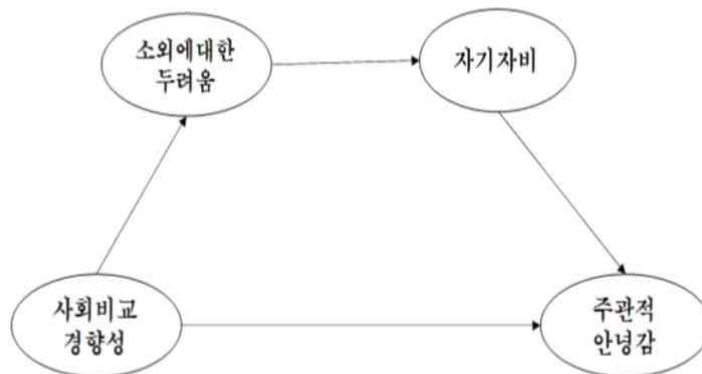 소외에대한
두려움
자기자비
사회비교
경향성
주관적
안녕감